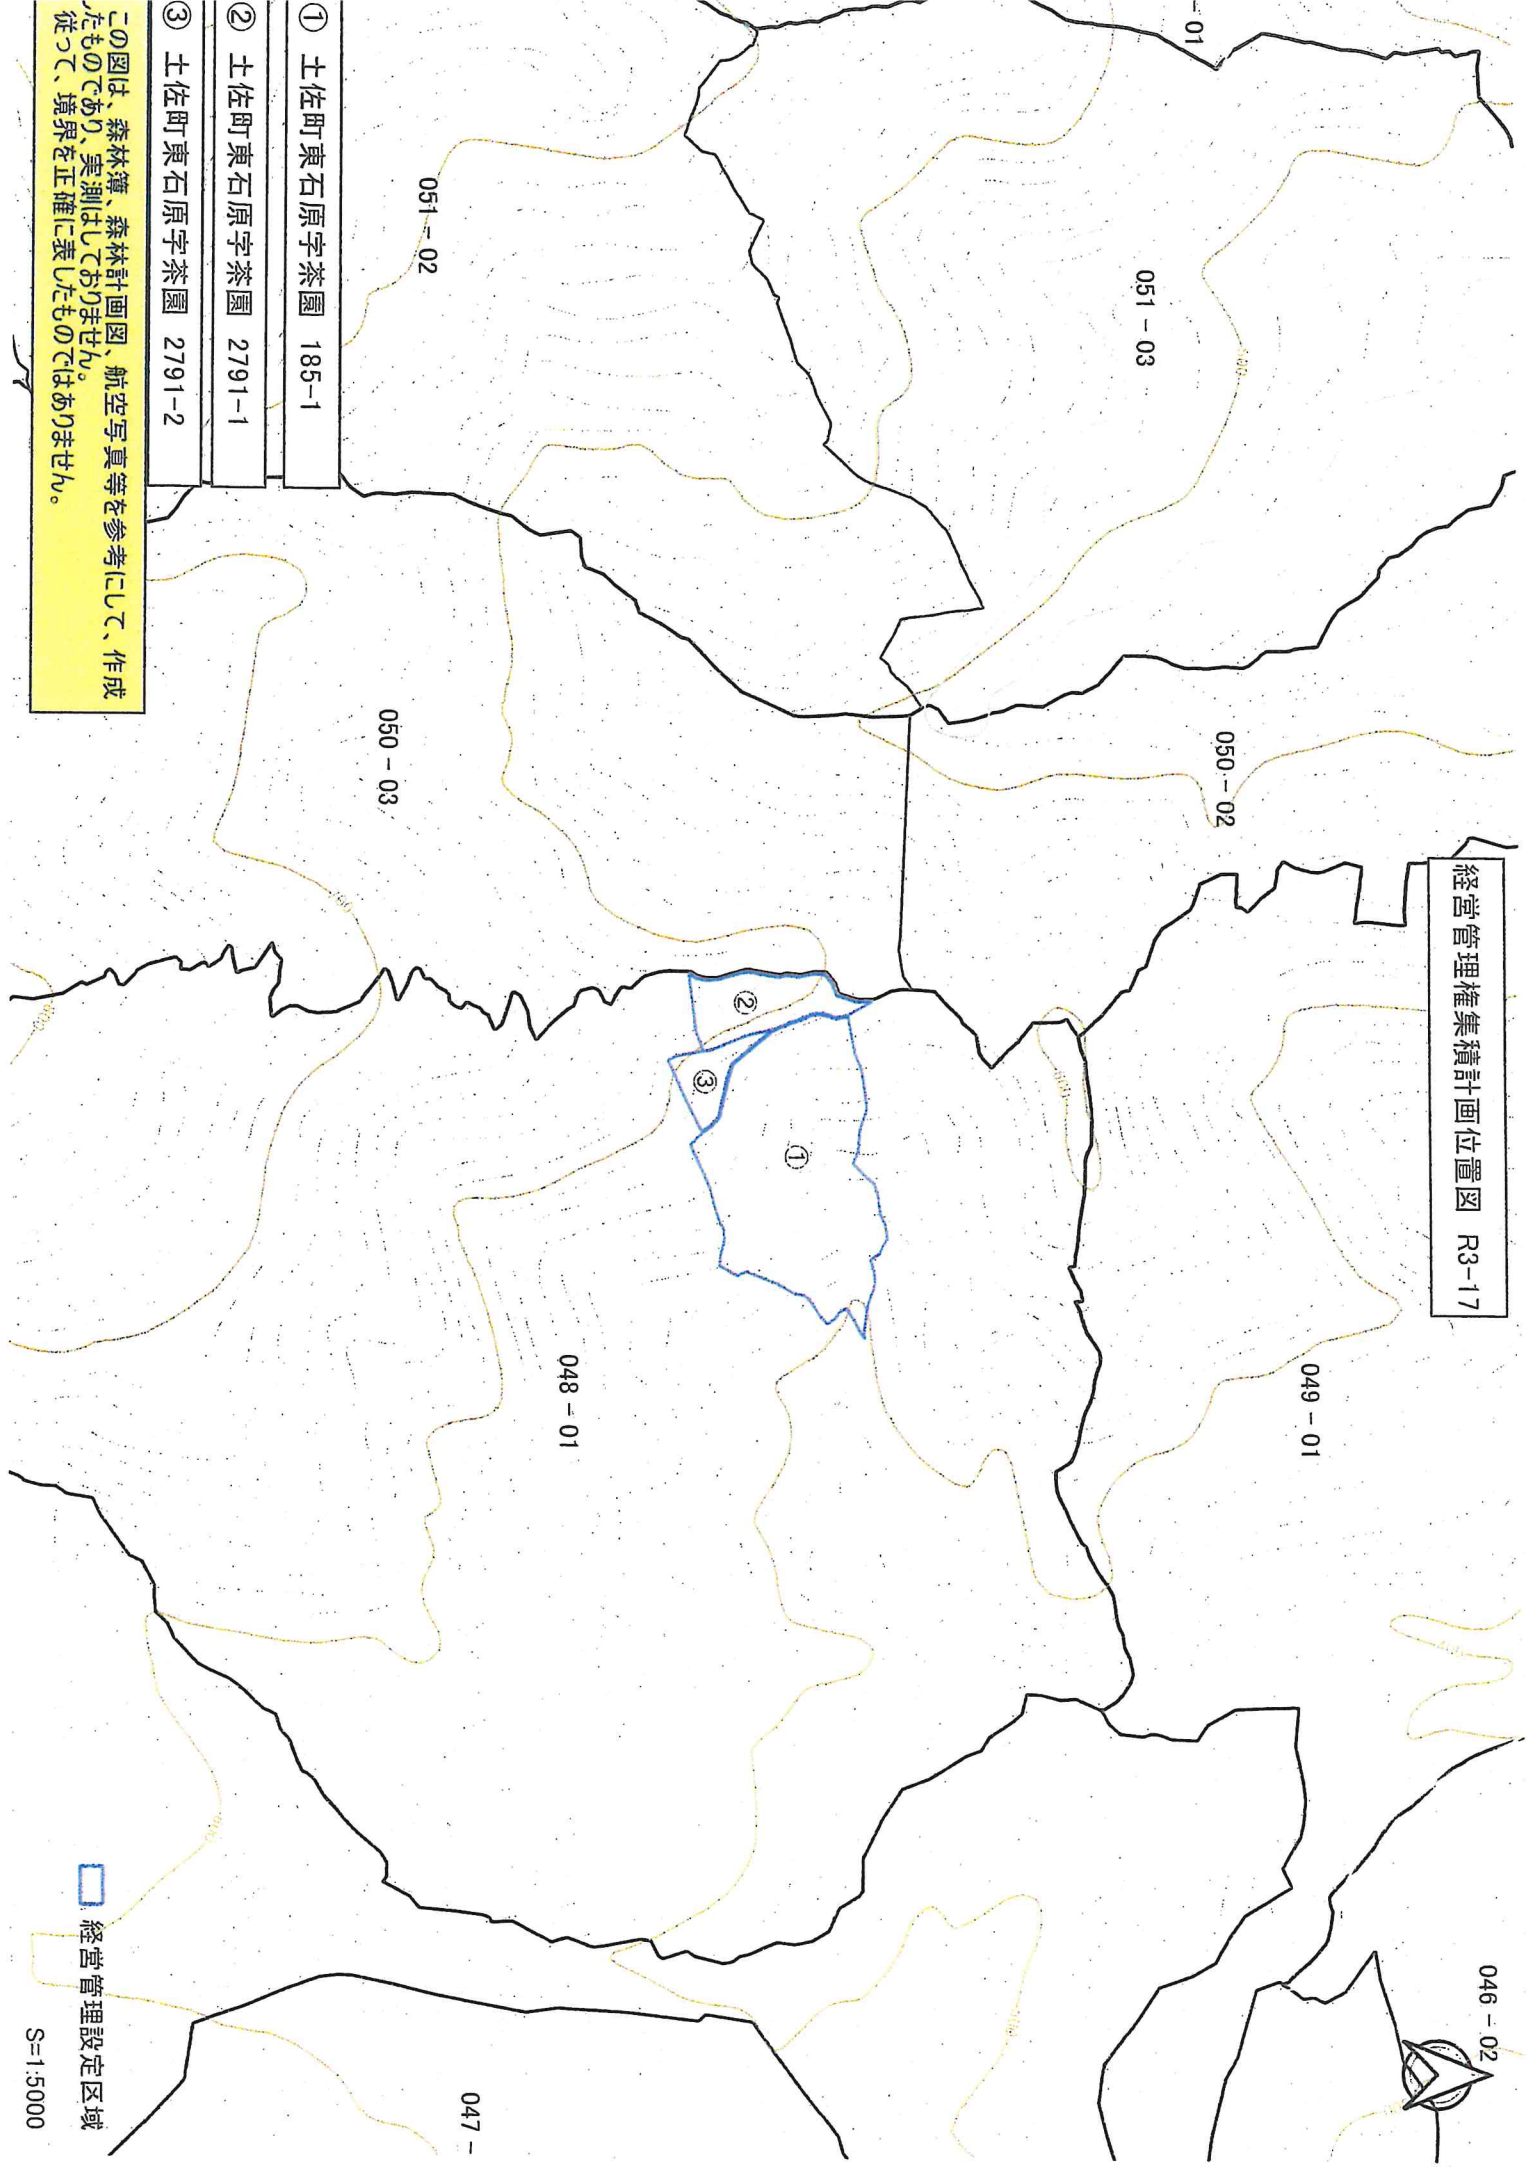 経営管理権集積計画位置図 R3-17
046-02
-01
051-03
050-02
049-01
051-02
050-03
048-01
047-
②
③
①
① 土佐町東石原字茶園 185-1
② 土佐町東石原字茶園 2791-1
③ 土佐町東石原字茶園 2791-2
この図は、森林簿、森林計画図、航空写真等を参考にして、作成
したものであり、実測はしておりません。
従って、境界を正確に表したものではありません。
経営管理設定区域
S=1:5000